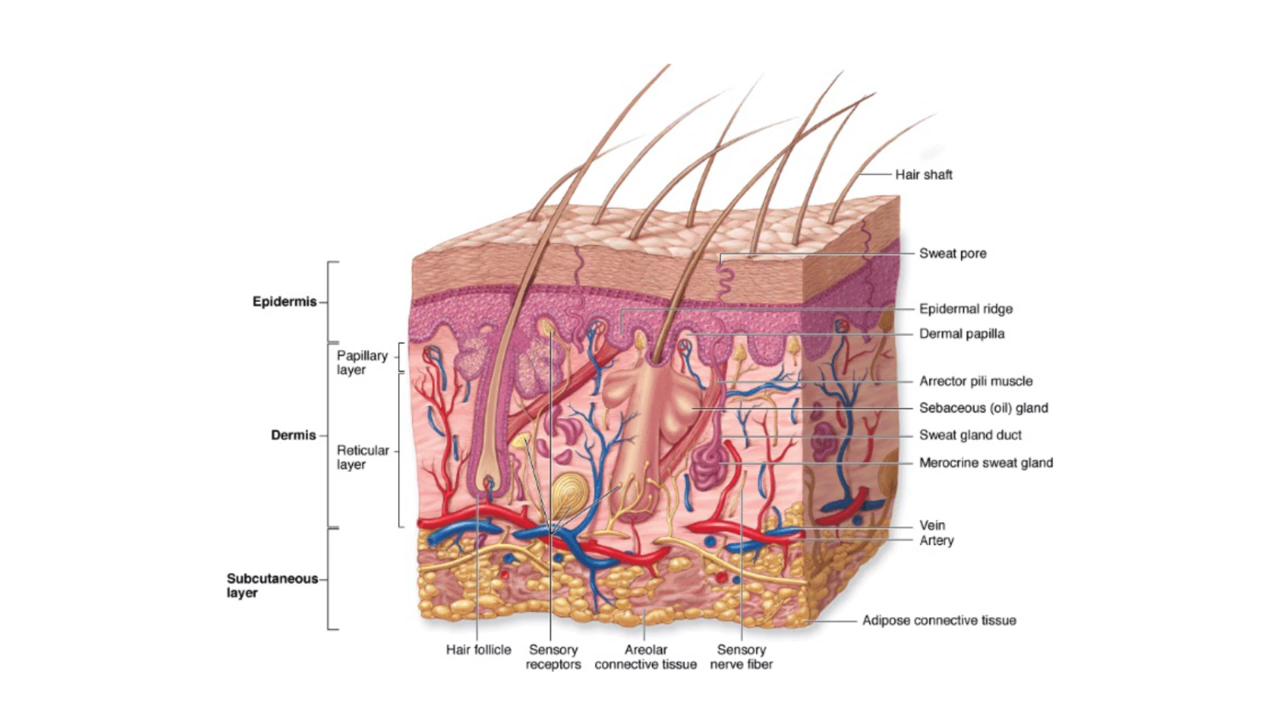 Hair shaft
Sweat pore
Epidermis
Epidermal ridge
Dermal papilla
Papillary
layer
Arrector pili muscle
Sebaceous (oil) gland
Dermis
Sweat gland duct
Reticular
layer
Merocrine sweat gland
Vein
Artery
Subcutaneous
layer
Adipose connective tissue
Hair follicle
Sensory
receptors
Areolar
connective tissue
Sensory
nerve fiber